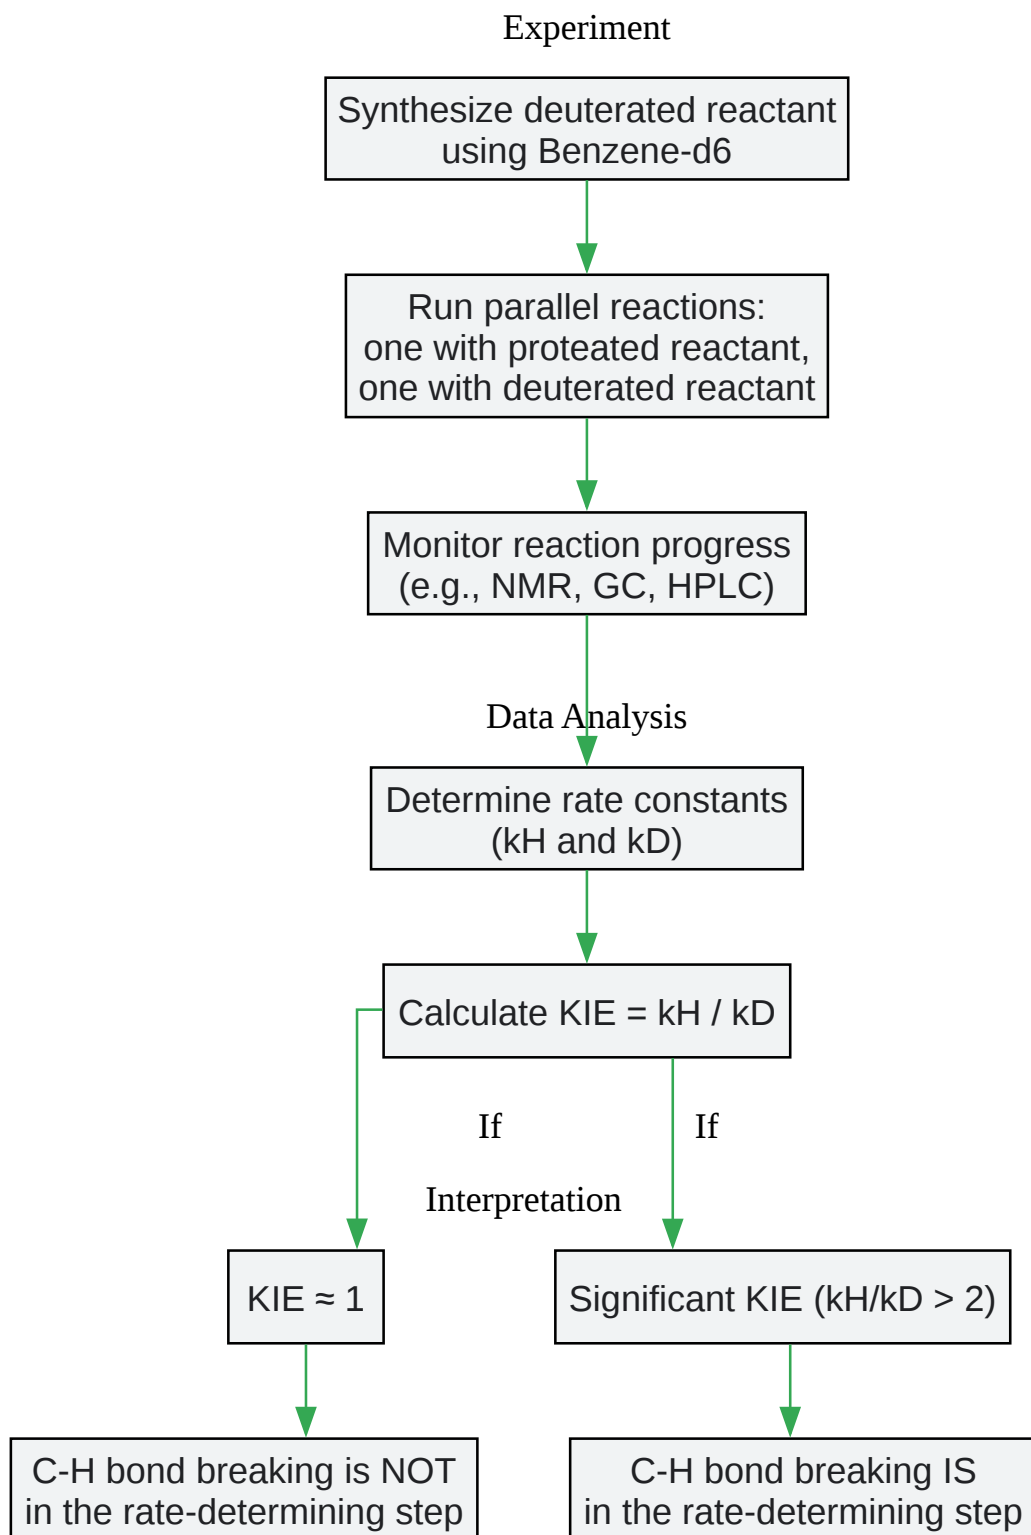 Experiment
Synthesize deuterated reactant
using Benzene-d6
Run parallel reactions:
one with proteated reactant,
one with deuterated reactant
Monitor reaction progress
(e.g., NMR, GC, HPLC)
Data Analysis
Determine rate constants
(kH and kD)
Calculate KIE = kH / kD
If
If
Interpretation
KIE ≈ 1
Significant KIE (kH/kD > 2)
C-H bond breaking is NOT
in the rate-determining step
C-H bond breaking IS
in the rate-determining step